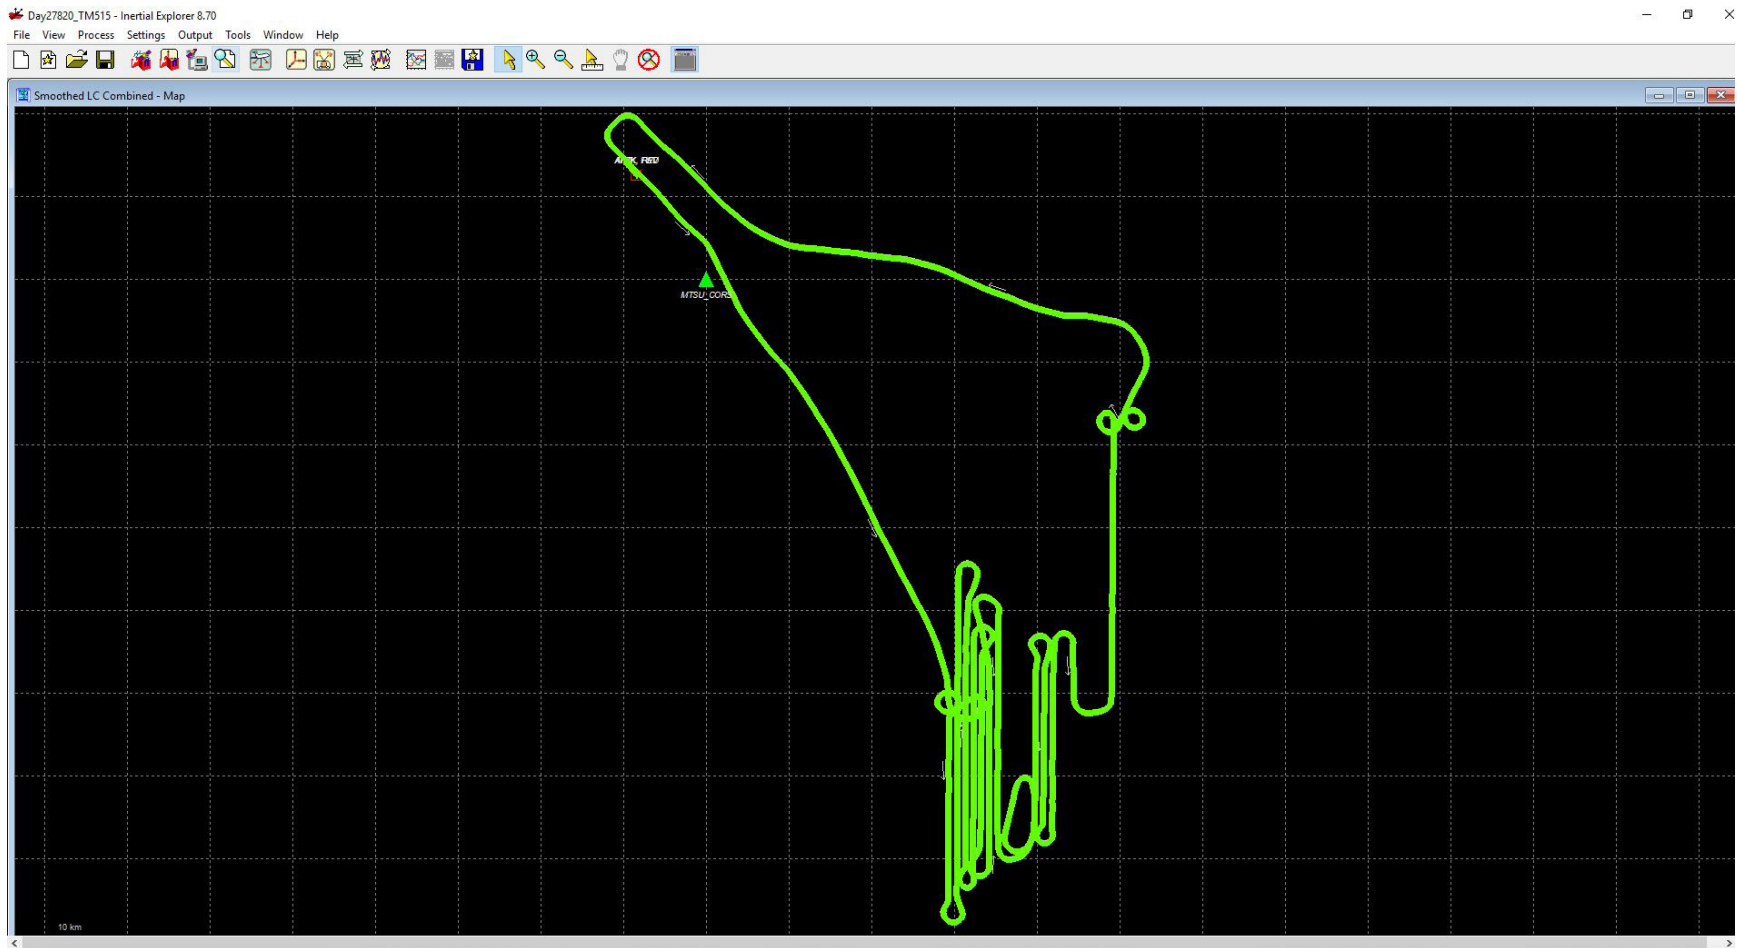 Day27820_TM515 - Inertial Explorer 8.70
File View Process Settings Output Tools Window Help
Smoothed LC Combined - Map
MTSU_CORS
10 km